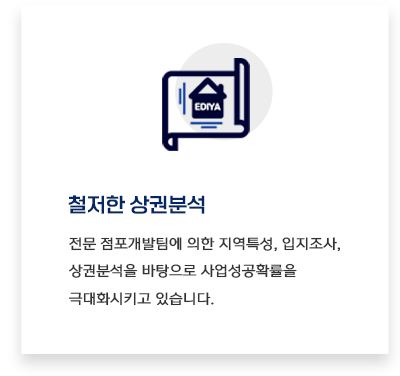 EDIYA
철저한 상권분석
전문 점포개발팀에 의한 지역특성, 입지조사,
상권분석을 바탕으로 사업성공확률을
극대화시키고 있습니다.